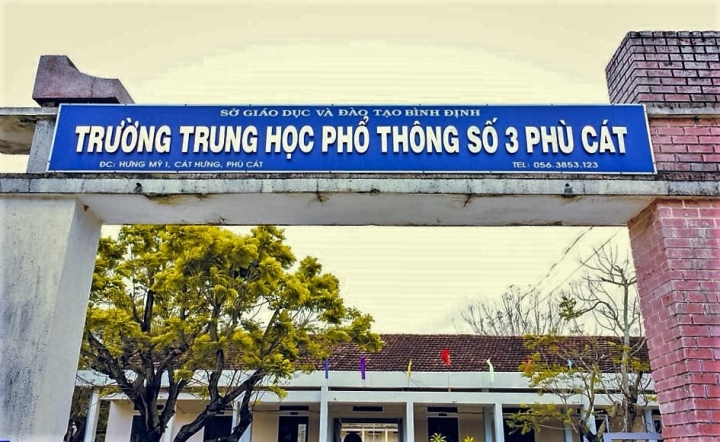 SỞ GIÁO DỤC VÀ ĐÀO TẠO BÌNH ĐỊNH
TRƯỜNG TRUNG HỌC PHỔ THÔNG SỐ 3 PHÙ CÁT
ĐC: HƯNG MỸ I, CÁT HƯNG, PHÙ CÁT TEL: 056.3853.123